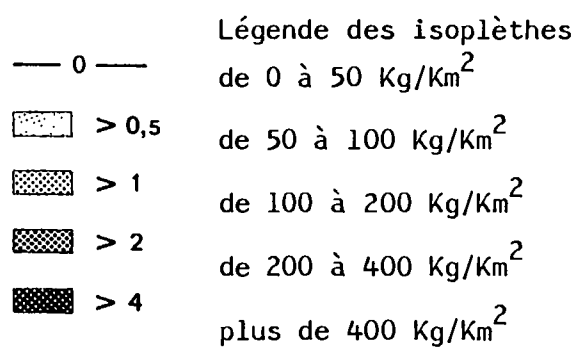 Légende des isoplèthes
— 0 — de 0 à 50 Kg/Km²
> 0,5 de 50 à 100 Kg/Km²
> 1 de 100 à 200 Kg/Km²
> 2 de 200 à 400 Kg/Km²
> 4 plus de 400 Kg/Km²